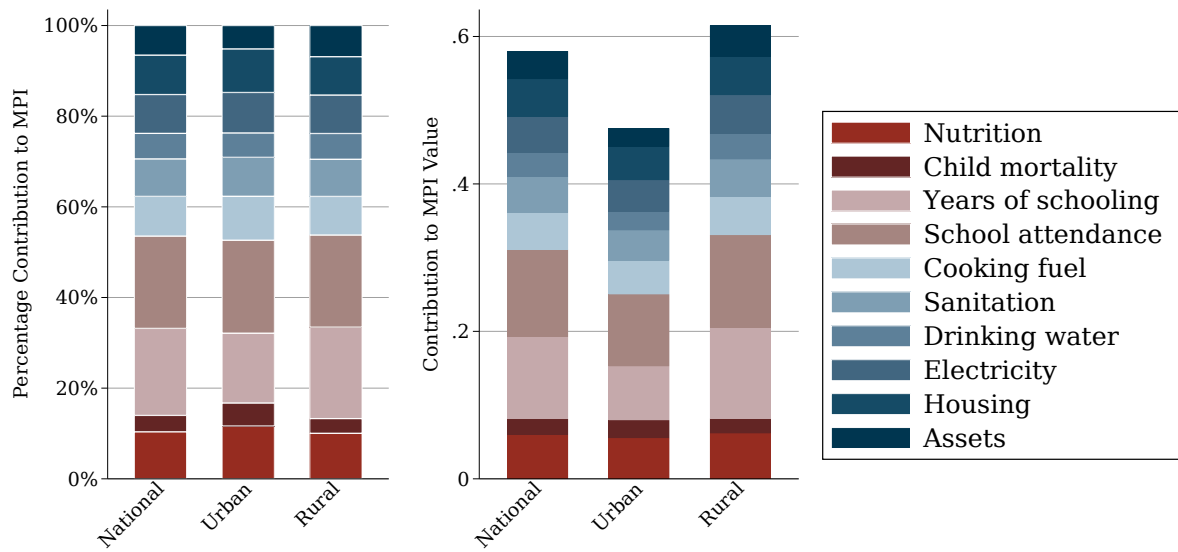 Percentage Contribution to MPI
100%
80%
60%
40%
20%
0%
National
Urban
Rural
Contribution to MPI Value
.6
.4
.2
0
National
Urban
Rural
Nutrition
Child mortality
Years of schooling
School attendance
Cooking fuel
Sanitation
Drinking water
Electricity
Housing
Assets